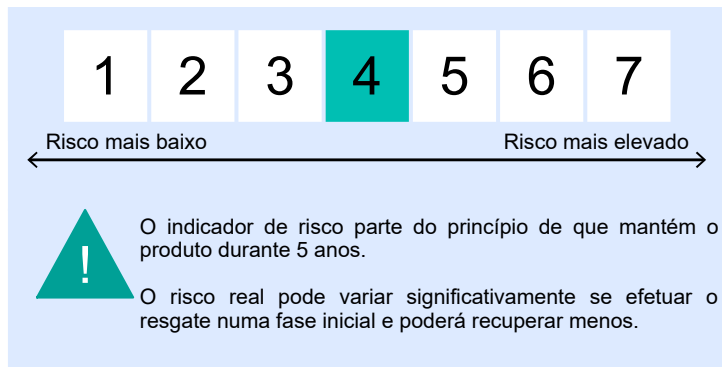 1 2 3 4 5 6 7
Risco mais baixo Risco mais elevado
! O indicador de risco parte do princípio de que mantém o
produto durante 5 anos.
O risco real pode variar significativamente se efetuar o
resgate numa fase inicial e poderá recuperar menos.